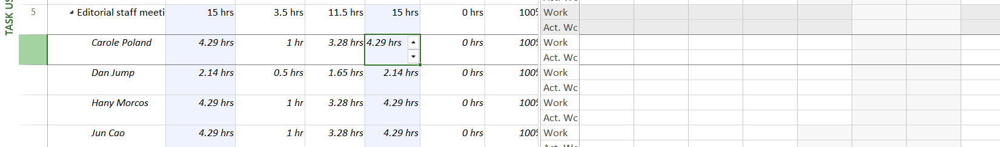 TASK US
Act. Wc
5 Editorial staff meeti 15 hrs 3.5 hrs 11.5 hrs 15 hrs 0 hrs 100% Work
Act. Wc
Carole Poland 4.29 hrs 1 hr 3.28 hrs 4.29 hrs 0 hrs 100% Work
Act. Wc
Dan Jump 2.14 hrs 0.5 hrs 1.65 hrs 2.14 hrs 0 hrs 100% Work
Act. Wc
Hany Morcos 4.29 hrs 1 hr 3.28 hrs 4.29 hrs 0 hrs 100% Work
Act. Wc
Jun Cao 4.29 hrs 1 hr 3.28 hrs 4.29 hrs 0 hrs 100% Work
Act. Wc